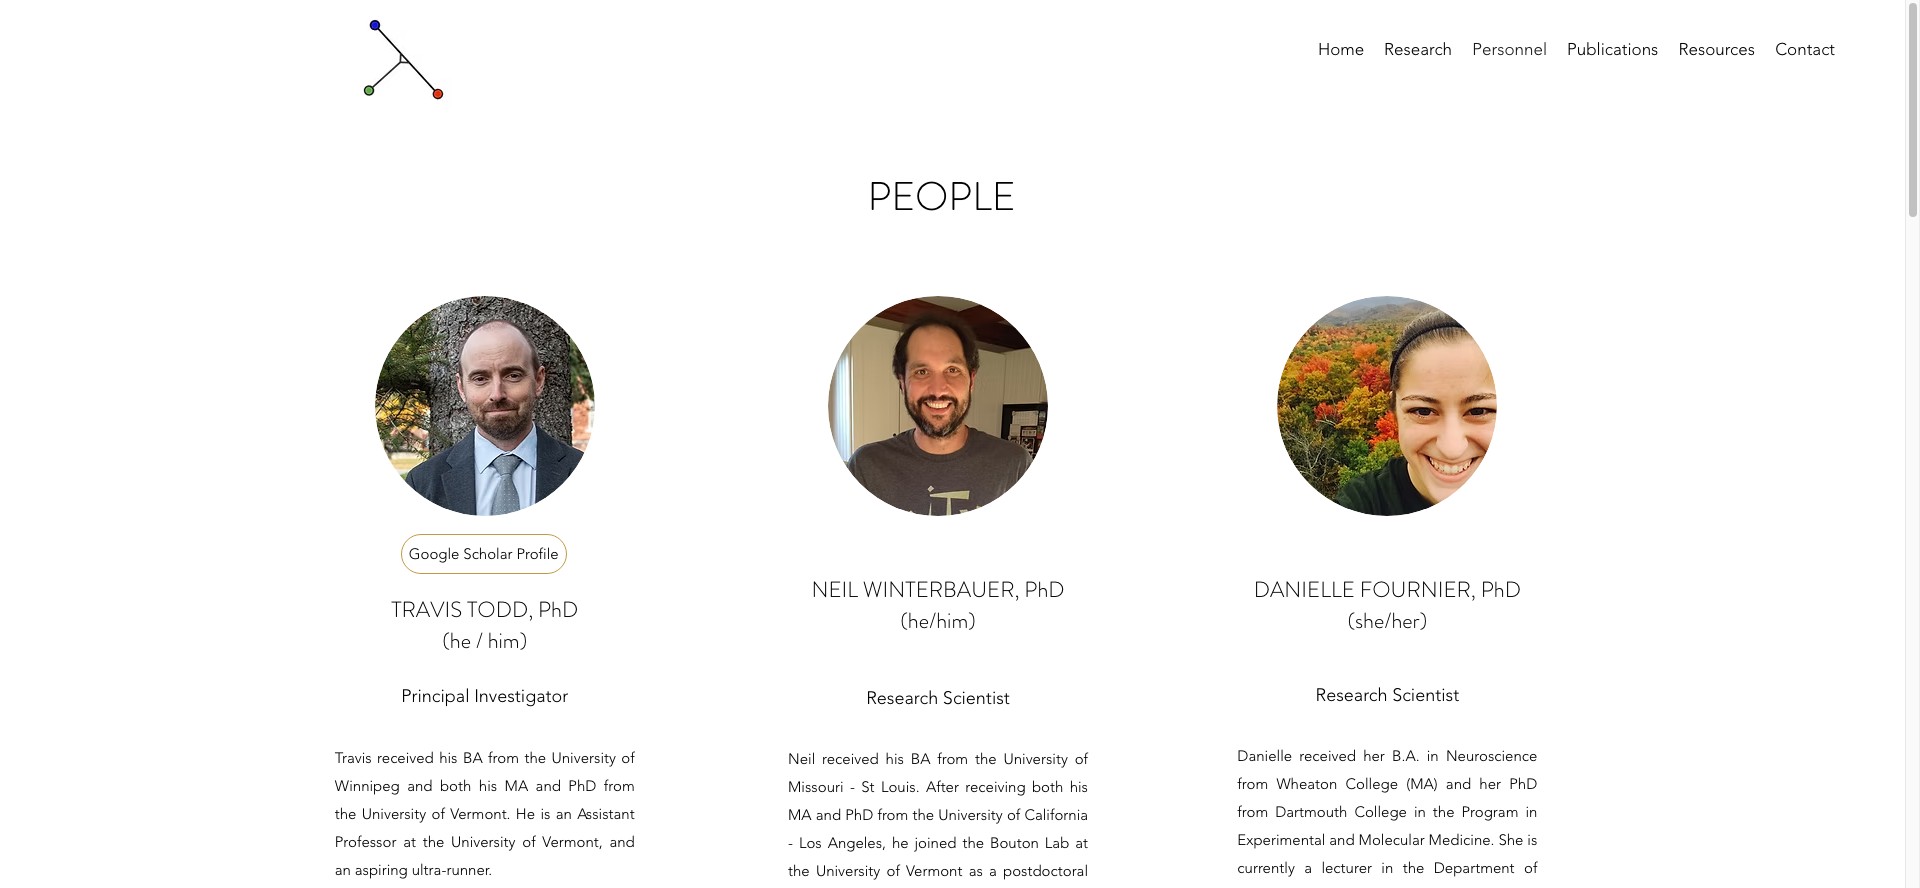 Home Research Personnel Publications Resources Contact
PEOPLE
Google Scholar Profile
TRAVIS TODD, PhD
(he / him)
Principal Investigator
Travis received his BA from the University of
Winnipeg and both his MA and PhD from
the University of Vermont. He is an Assistant
Professor at the University of Vermont, and
an aspiring ultra-runner.
NEIL WINTERBAUER, PhD
(he/him)
Research Scientist
Neil received his BA from the University of
Missouri - St Louis. After receiving both his
MA and PhD from the University of California
- Los Angeles, he joined the Bouton Lab at
the University of Vermont as a postdoctoral
DANIELLE FOURNIER, PhD
(she/her)
Research Scientist
Danielle received her B.A. in Neuroscience
from Wheaton College (MA) and her PhD
from Dartmouth College in the Program in
Experimental and Molecular Medicine. She is
currently a lecturer in the Department of